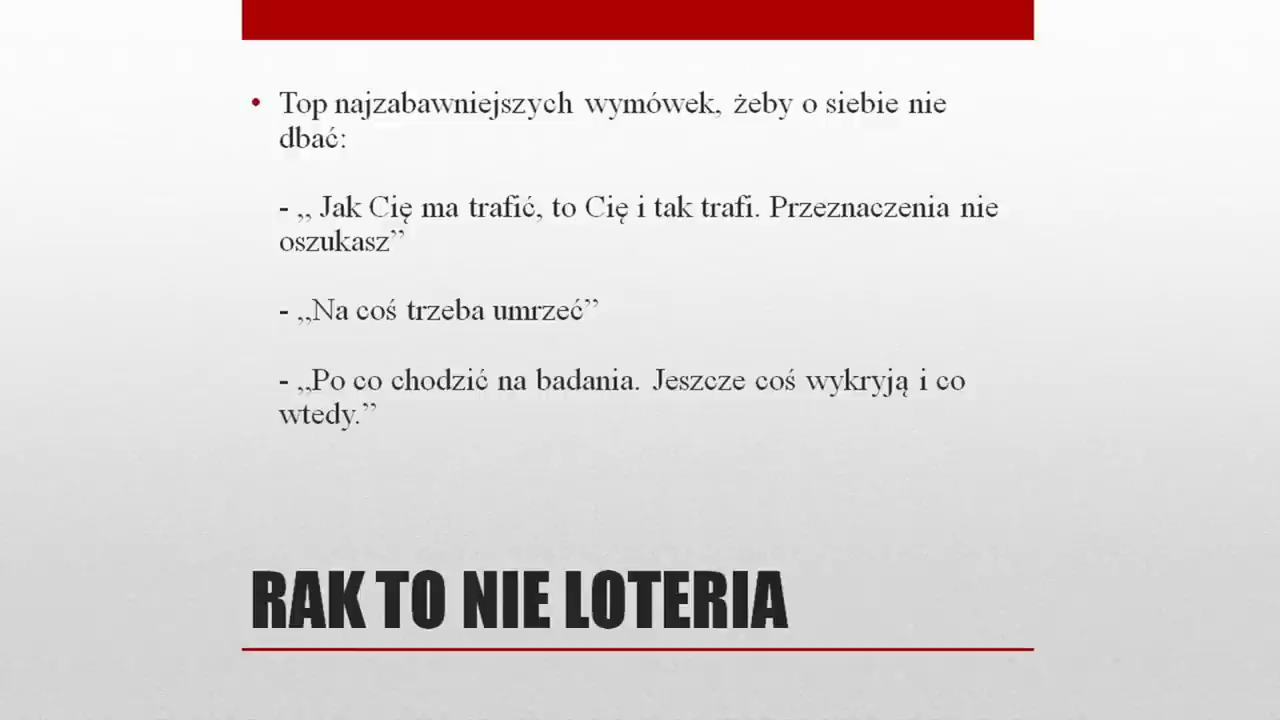 • Top najzabawniejszych wymówek, żeby o siebie nie
dbać:
- „ Jak Cię ma trafić, to Cię i tak trafi. Przeznaczenia nie
oszukasz”
- „Na coś trzeba umrzeć”
- „Po co chodzić na badania. Jeszcze coś wykryją i co
wtedy.”
RAK TO NIE LOTERIA